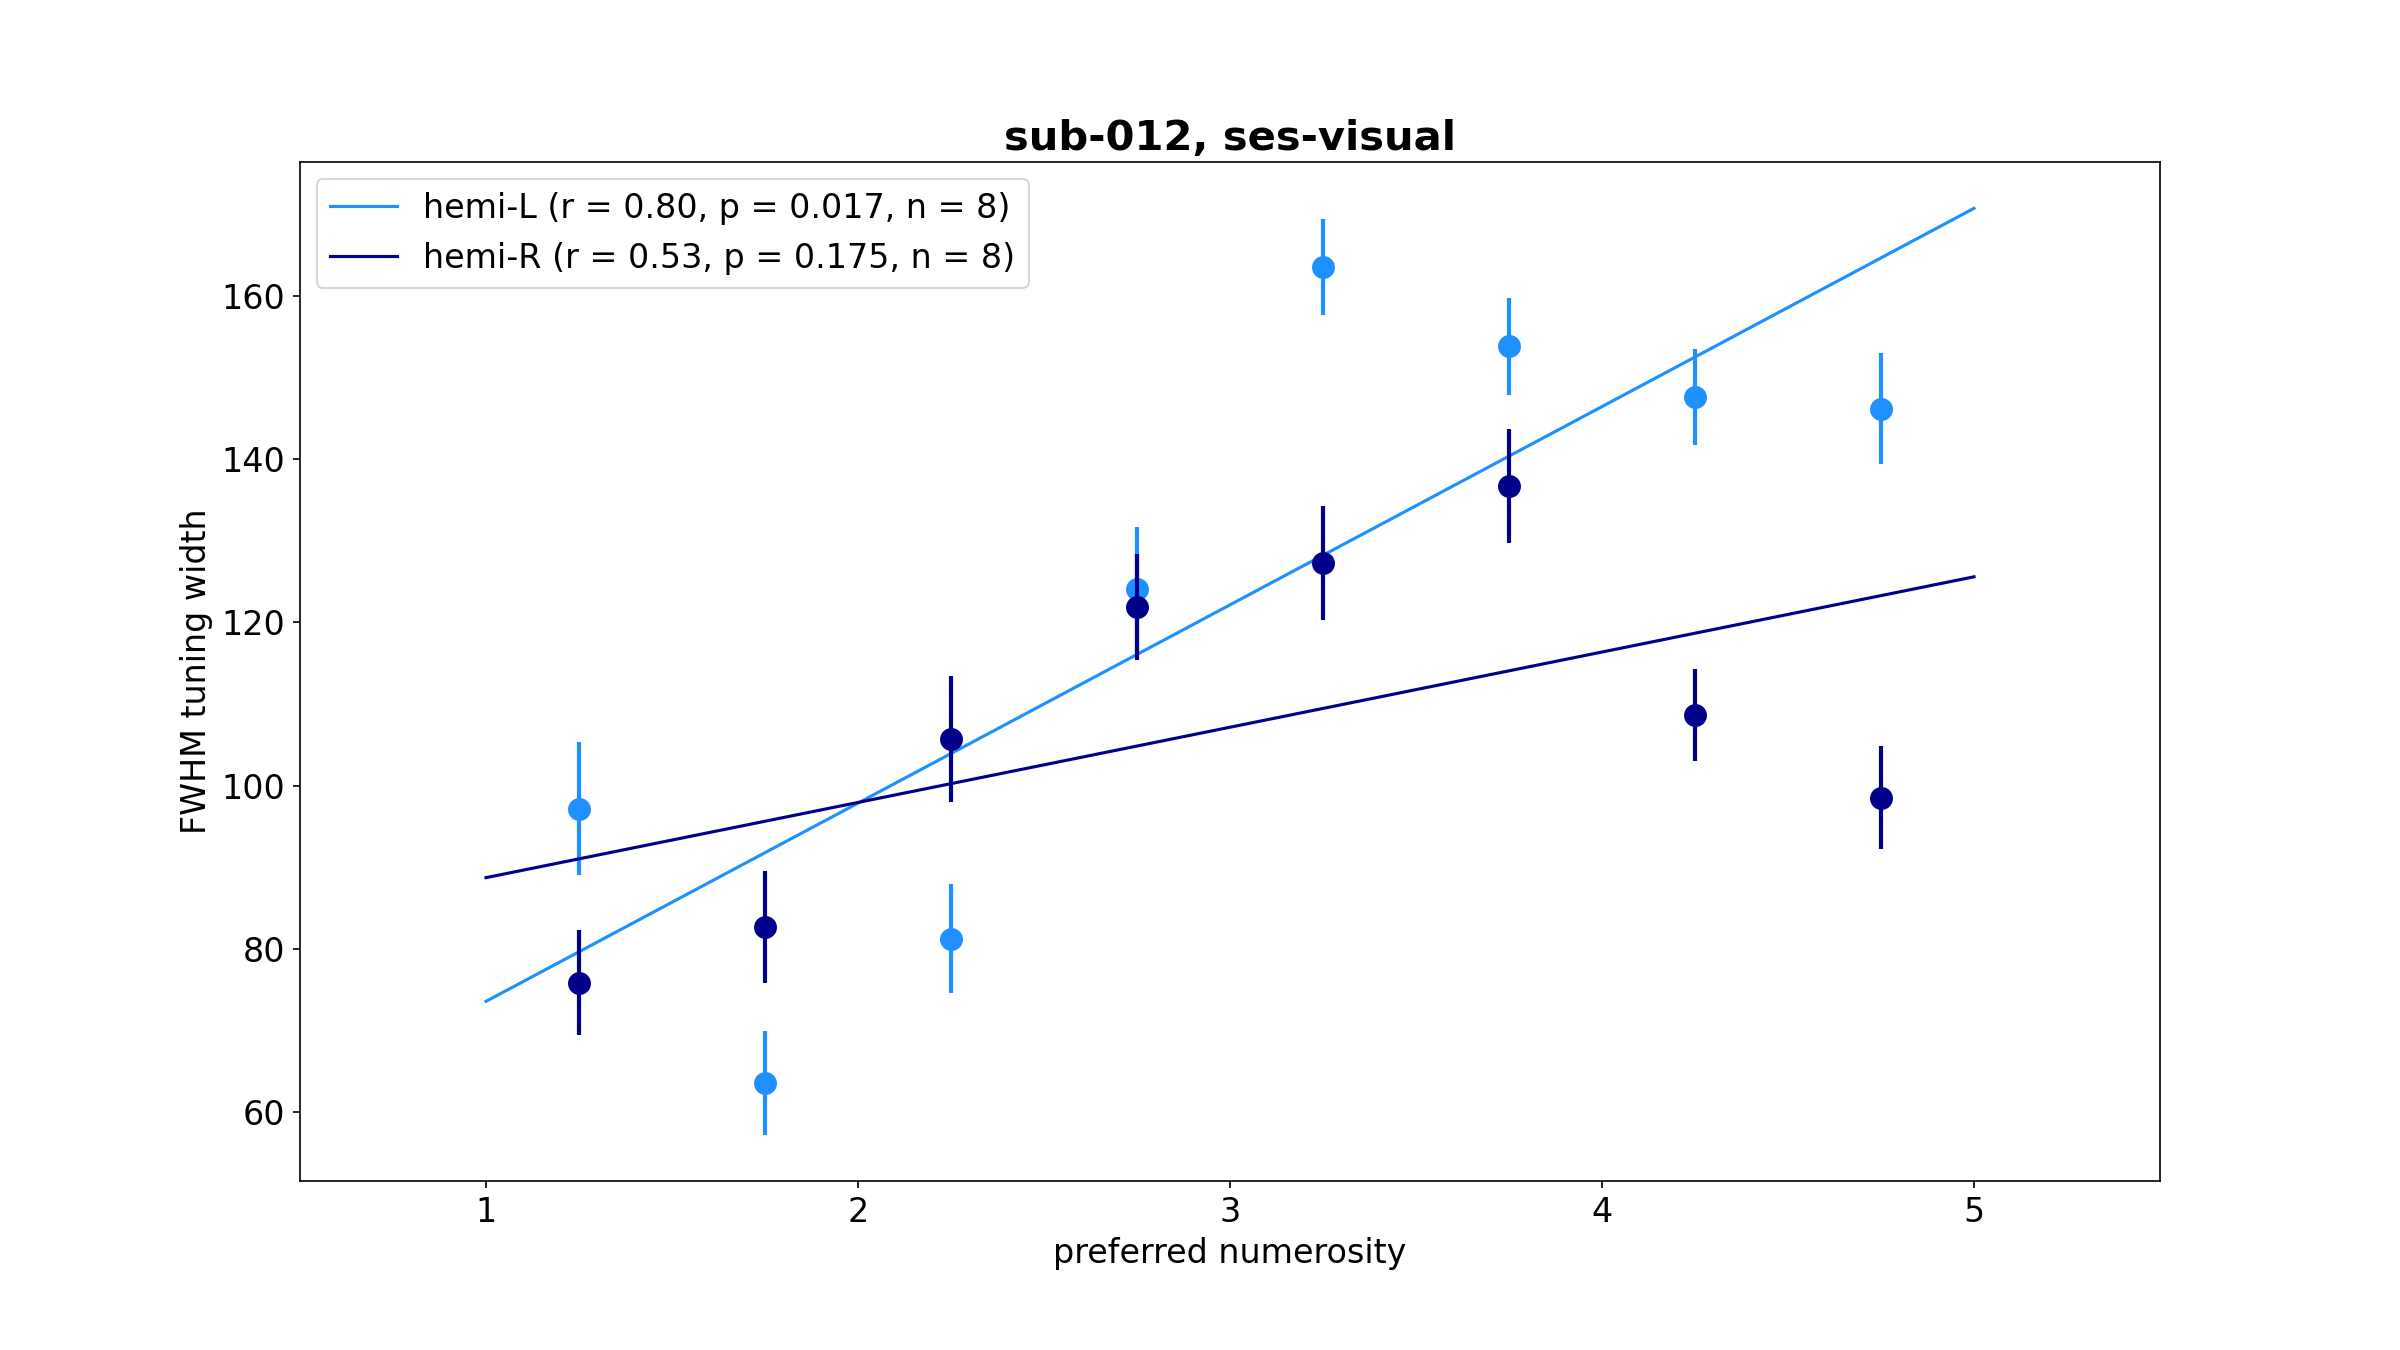 sub-012, ses-visual
hemi-L (r = 0.80, p = 0.017, n = 8)
hemi-R (r = 0.53, p = 0.175, n = 8)
160
140
120
100
80
60
FWHM tuning width
1 2 3 4 5
preferred numerosity